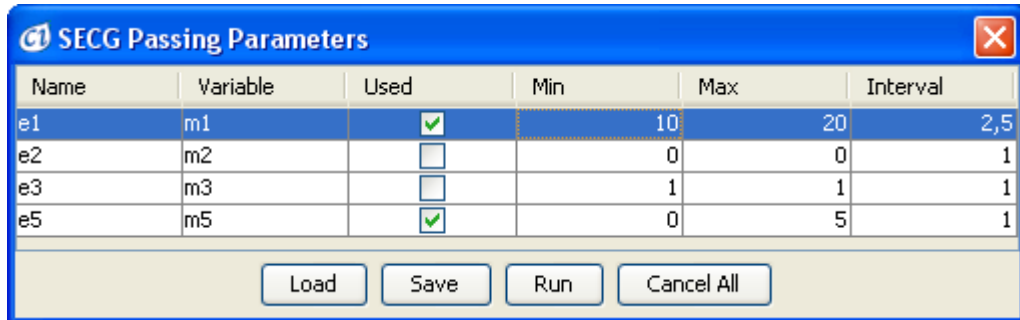 SECG Passing Parameters
Name Variable Used Min Max Interval
e1 m1 10 20 2,5
e2 m2 0 0 1
e3 m3 1 1 1
e5 m5 0 5 1
Load Save Run Cancel All